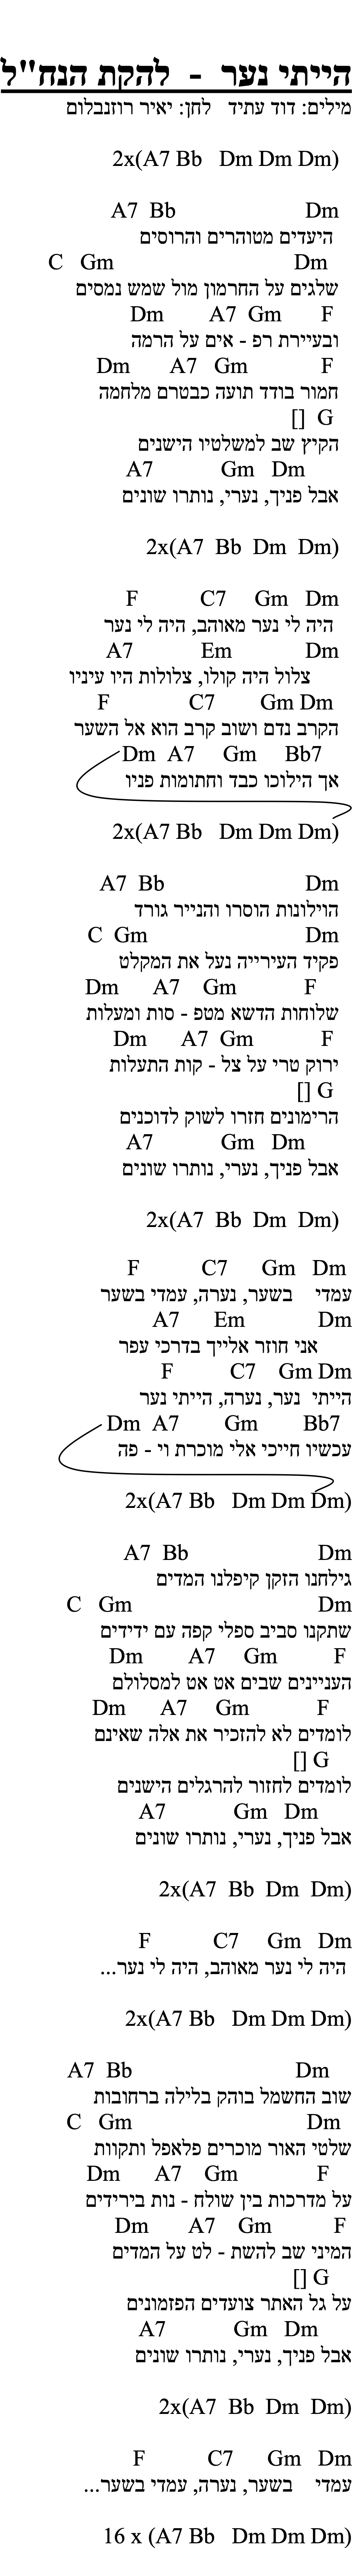 הייתי נער - להקת הנח"ל
מילים: דוד עתיד לחן: יאיר רוזנבלום
2x(A7 Bb Dm Dm Dm)
A7 Bb Dm
היעדים מטוהרים והרוסים
C Gm Dm
שלגים על החרמון מול שמש נמסים
Dm A7 Gm F
ובעיירת רפ - אים על הרמה
Dm A7 Gm F
חמור בודד תועה כבטרם מלחמה
[] G
הקיץ שב למשלטיו הישנים
A7 Gm Dm
אבל פניך, נערי, נותרו שונים
2x(A7 Bb Dm Dm)
F C7 Gm Dm
היה לי נער מאוהב, היה לי נער
A7 Em Dm
צלול היה קולו, צלולות היו עיניו
F C7 Gm Dm
הקרב נדם ושוב קרב הוא אל השער
Dm A7 Gm Bb7
אך הילוכו כבד וחתומות פניו
2x(A7 Bb Dm Dm Dm)
A7 Bb Dm
הוילונות הוסרו והנייר גורד
C Gm Dm
פקיד העירייה נעל את המקלט
Dm A7 Gm F
שלוחות הדשא מטפ - סות ומעלות
Dm A7 Gm F
ירוק טרי על צל - קות התעלות
[] G
הרימונים חזרו לשוק לדוכנים
A7 Gm Dm
אבל פניך, נערי, נותרו שונים
2x(A7 Bb Dm Dm)
F C7 Gm Dm
עמדי בשער, נערה, עמדי בשער
A7 Em Dm
אני חוזר אלייך בדרכי עפר
F C7 Gm Dm
הייתי נער, נערה, הייתי נער
Dm A7 Gm Bb7
עכשיו חייכי אלי מוכרת וי - פה
2x(A7 Bb Dm Dm Dm)
A7 Bb Dm
גילחנו הזקן קיפלנו המדים
C Gm Dm
שתקנו סביב ספלי קפה עם ידידים
Dm A7 Gm F
העניינים שבים אט אט למסלולם
Dm A7 Gm F
לומדים לא להזכיר את אלה שאינם
[] G
לומדים לחזור להרגלים הישנים
A7 Gm Dm
אבל פניך, נערי, נותרו שונים
2x(A7 Bb Dm Dm)
F C7 Gm Dm
היה לי נער מאוהב, היה לי נער...
2x(A7 Bb Dm Dm Dm)
A7 Bb Dm
שוב החשמל בוהק בלילה ברחובות
C Gm Dm
שלטי האור מוכרים פלאפל ותקוות
Dm A7 Gm F
על מדרכות בין שולח - נות בירידים
Dm A7 Gm F
המיני שב להשת - לט על המדים
[] G
על גל האתר צועדים הפזמונים
A7 Gm Dm
אבל פניך, נערי, נותרו שונים
2x(A7 Bb Dm Dm)
F C7 Gm Dm
עמדי בשער, נערה, עמדי בשער...
16 x (A7 Bb Dm Dm Dm)